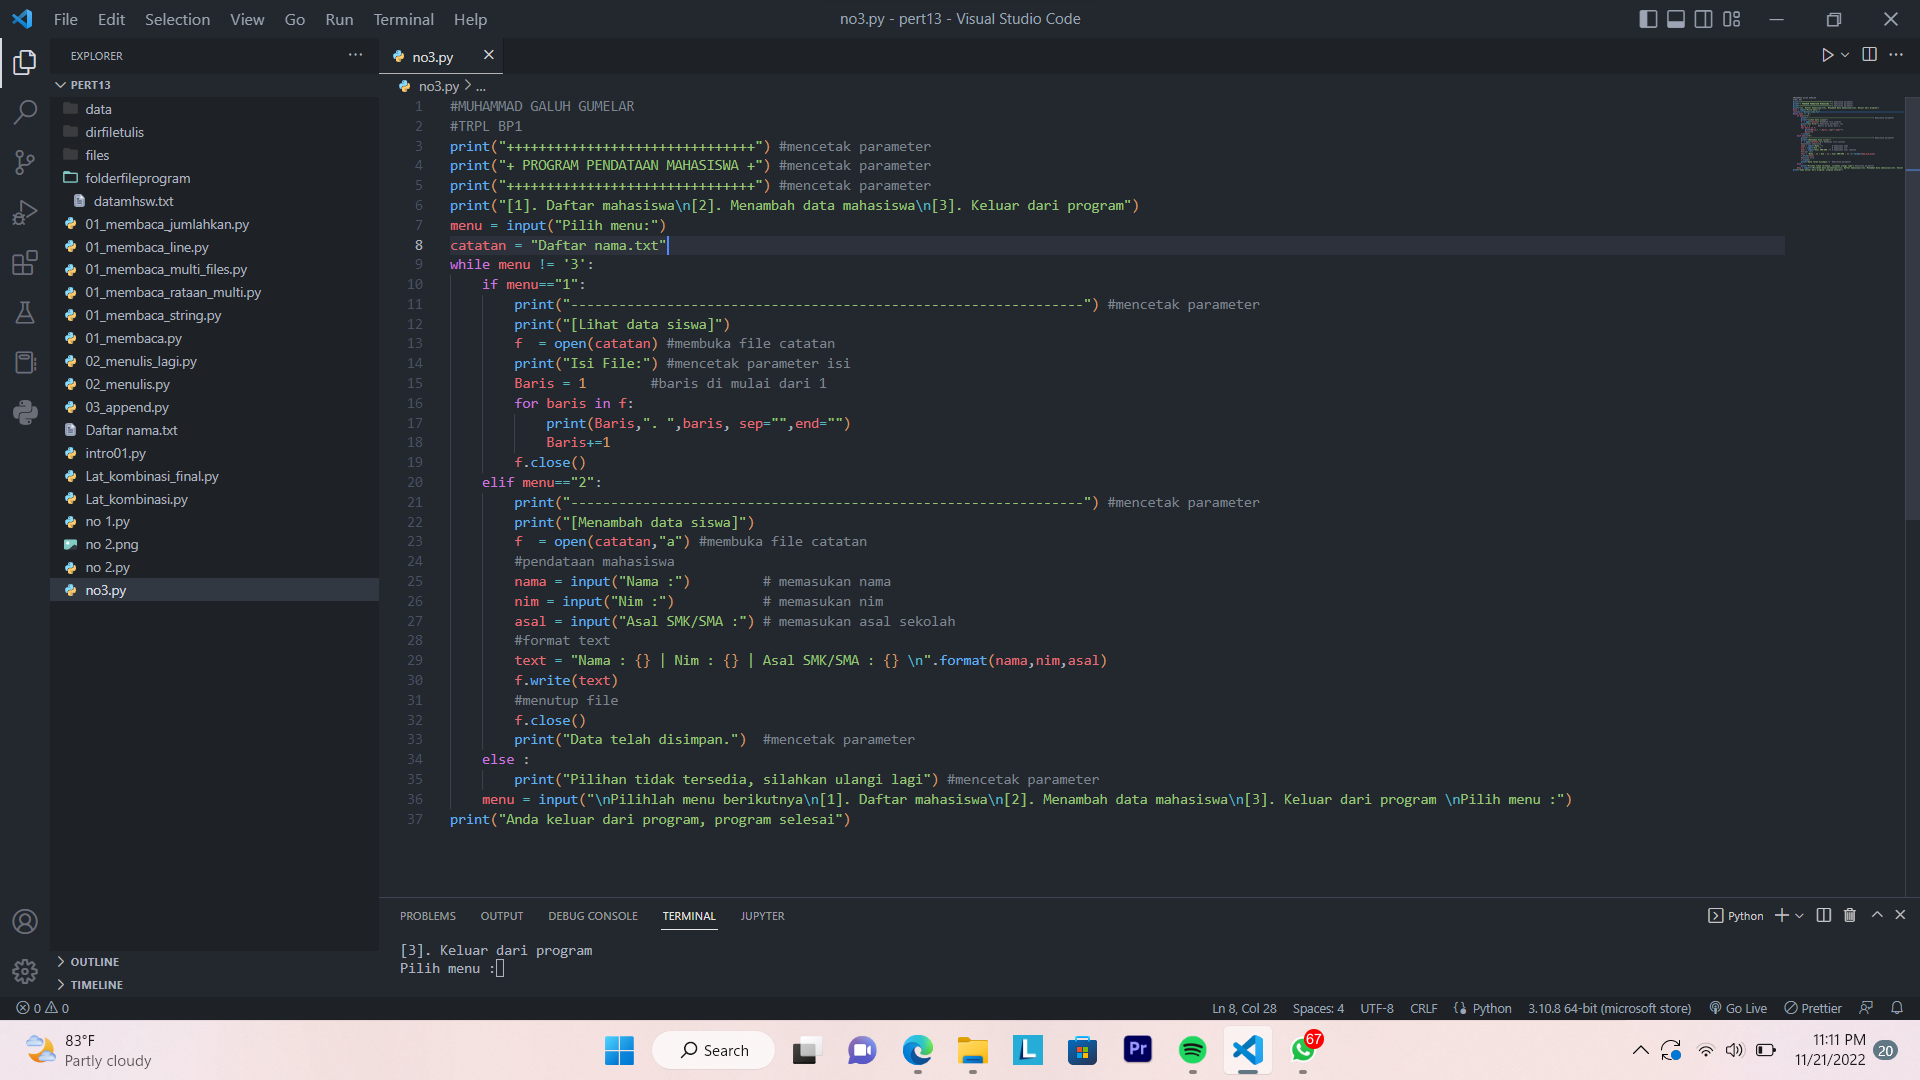 File Edit Selection View Go Run Terminal Help
no3.py - pert13 - Visual Studio Code
EXPLORER
PERT13
data
dirfiletulis
files
folderfileprogram
datamhsw.txt
01_membaca_jumlahkan.py
01_membaca_line.py
01_membaca_multi_files.py
01_membaca_rataan_multi.py
01_membaca_string.py
01_membaca.py
02_menulis_lagi.py
02_menulis.py
03_append.py
Daftar nama.txt
intro01.py
Lat_kombinasi_final.py
Lat_kombinasi.py
no 1.py
no 2.png
no 2.py
no3.py
OUTLINE
TIMELINE
no3.py
no3.py > ...
1 #MUHAMMAD GALUH GUMELAR
2 #TRPL BP1
3 print("+++++++++++++++++++++++++++++++") #mencetak parameter
4 print("+ PROGRAM PENDATAAN MAHASISWA +") #mencetak parameter
5 print("+++++++++++++++++++++++++++++++") #mencetak parameter
6 print("[1]. Daftar mahasiswa\n[2]. Menambah data mahasiswa\n[3]. Keluar dari program")
7 menu = input("Pilih menu:")
8 catatan = "Daftar nama.txt"
9 while menu != '3':
10     if menu=="1":
11         print("----------------------------------------------------------------") #mencetak parameter
12         print("[Lihat data siswa]")
13         f  = open(catatan) #membuka file catatan
14         print("Isi File:") #mencetak parameter isi
15         Baris = 1        #baris di mulai dari 1
16         for baris in f:
17             print(Baris,". ",baris, sep="",end="")
18             Baris+=1
19         f.close()
20     elif menu=="2":
21         print("----------------------------------------------------------------") #mencetak parameter
22         print("[Menambah data siswa]")
23         f  = open(catatan,"a") #membuka file catatan
24         #pendataan mahasiswa
25         nama = input("Nama :")         # memasukan nama
26         nim = input("Nim :")           # memasukan nim
27         asal = input("Asal SMK/SMA :") # memasukan asal sekolah
28         #format text
29         text = "Nama : {} | Nim : {} | Asal SMK/SMA : {} \n".format(nama,nim,asal)
30         f.write(text)
31         #menutup file
32         f.close()
33         print("Data telah disimpan.")  #mencetak parameter
34     else :
35         print("Pilihan tidak tersedia, silahkan ulangi lagi") #mencetak parameter
36     menu = input("\nPilihlah menu berikutnya\n[1]. Daftar mahasiswa\n[2]. Menambah data mahasiswa\n[3]. Keluar dari program \nPilih menu :")
37 print("Anda keluar dari program, program selesai")
PROBLEMS OUTPUT DEBUG CONSOLE TERMINAL JUPYTER
Python
[3]. Keluar dari program
Pilih menu :
0 0
Ln 8, Col 28 Spaces: 4 UTF-8 CRLF Python 3.10.8 64-bit (microsoft store) Go Live Prettier
83°F
Partly cloudy
Search
L
Pr
67
11:11 PM
11/21/2022
20